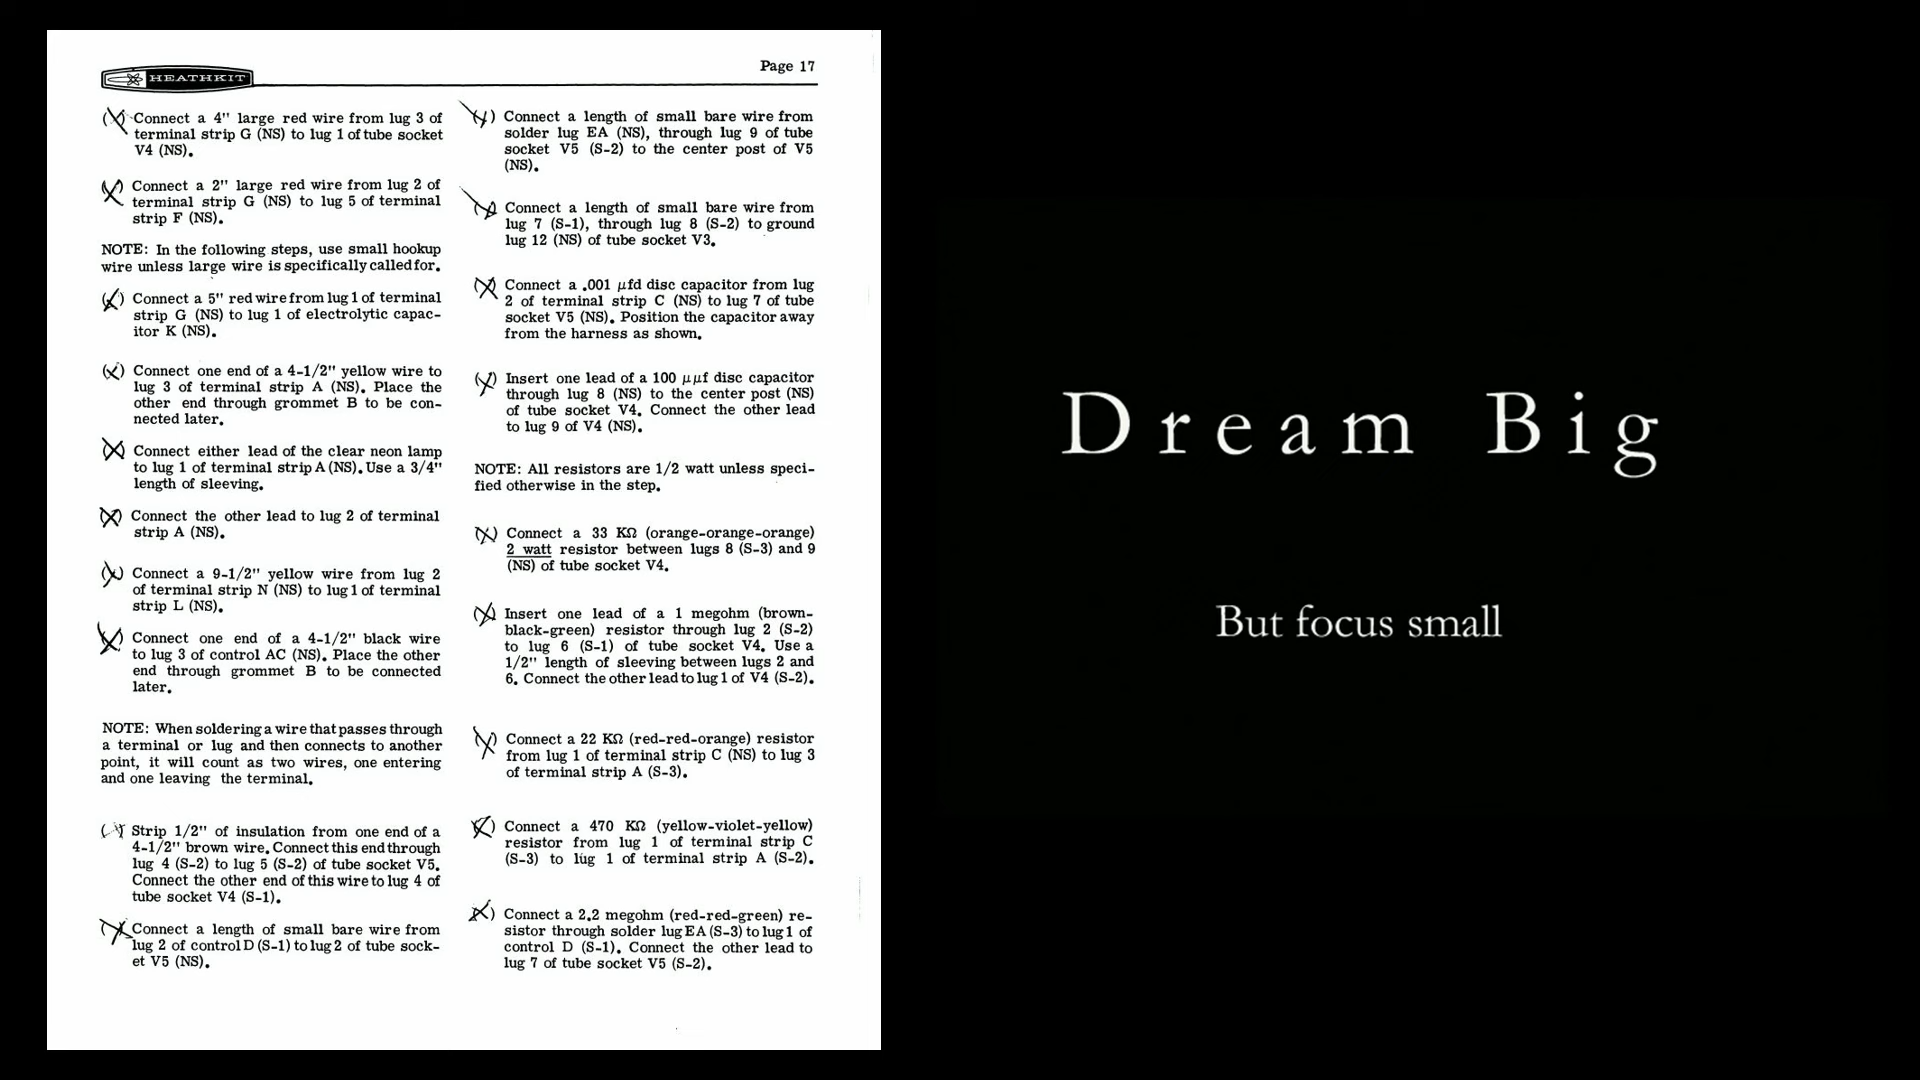 HEATHKIT
Page 17
(X) Connect a 4" large red wire from lug 3 of
terminal strip G (NS) to lug 1 of tube socket
V4 (NS).
(X) Connect a 2" large red wire from lug 2 of
terminal strip G (NS) to lug 5 of terminal
strip F (NS).
NOTE: In the following steps, use small hookup
wire unless large wire is specifically called for.
(X) Connect a 5" red wire from lug 1 of terminal
strip G (NS) to lug 1 of electrolytic capac-
itor K (NS).
(X) Connect one end of a 4-1/2" yellow wire to
lug 3 of terminal strip A (NS). Place the
other end through grommet B to be con-
nected later.
(X) Connect either lead of the clear neon lamp
to lug 1 of terminal strip A (NS). Use a 3/4"
length of sleeving.
(X) Connect the other lead to lug 2 of terminal
strip A (NS).
(X) Connect a 9-1/2" yellow wire from lug 2
of terminal strip N (NS) to lug 1 of terminal
strip L (NS).
(X) Connect one end of a 4-1/2" black wire
to lug 3 of control AC (NS). Place the other
end through grommet B to be connected
later.
NOTE: When soldering a wire that passes through
a terminal or lug and then connects to another
point, it will count as two wires, one entering
and one leaving the terminal.
(X) Strip 1/2" of insulation from one end of a
4-1/2" brown wire. Connect this end through
lug 4 (S-2) to lug 5 (S-2) of tube socket V5.
Connect the other end of this wire to lug 4 of
tube socket V4 (S-1).
(X) Connect a length of small bare wire from
lug 2 of control D (S-1) to lug 2 of tube sock-
et V5 (NS).
(X) Connect a length of small bare wire from
solder lug EA (NS), through lug 9 of tube
socket V5 (S-2) to the center post of V5
(NS).
(X) Connect a length of small bare wire from
lug 7 (S-1), through lug 8 (S-2) to ground
lug 12 (NS) of tube socket V3.
(X) Connect a .001 μfd disc capacitor from lug
2 of terminal strip C (NS) to lug 7 of tube
socket V5 (NS). Position the capacitor away
from the harness as shown.
(X) Insert one lead of a 100 μμf disc capacitor
through lug 8 (NS) to the center post (NS)
of tube socket V4. Connect the other lead
to lug 9 of V4 (NS).
NOTE: All resistors are 1/2 watt unless speci-
fied otherwise in the step.
(X) Connect a 33 KΩ (orange-orange-orange)
2 watt resistor between lugs 8 (S-3) and 9
(NS) of tube socket V4.
(X) Insert one lead of a 1 megohm (brown-
black-green) resistor through lug 2 (S-2)
to lug 6 (S-1) of tube socket V4. Use a
1/2" length of sleeving between lugs 2 and
6. Connect the other lead to lug 1 of V4 (S-2).
(X) Connect a 22 KΩ (red-red-orange) resistor
from lug 1 of terminal strip C (NS) to lug 3
of terminal strip A (S-3).
(X) Connect a 470 KΩ (yellow-violet-yellow)
resistor from lug 1 of terminal strip C
(S-3) to lug 1 of terminal strip A (S-2).
(X) Connect a 2.2 megohm (red-red-green) re-
sistor through solder lug EA (S-3) to lug 1 of
control D (S-1). Connect the other lead to
lug 7 of tube socket V5 (S-2).
Dream Big
But focus small